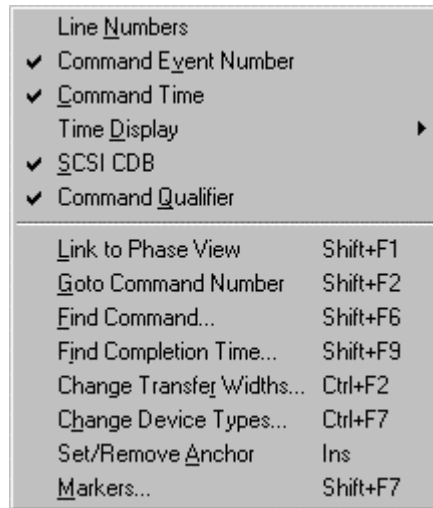 Line Numbers
Command Event Number
Command Time
Time Display
SCSI CDB
Command Qualifier
Link to Phase View Shift+F1
Goto Command Number Shift+F2
Find Command... Shift+F6
Find Completion Time... Shift+F9
Change Transfer Widths... Ctrl+F2
Change Device Types... Ctrl+F7
Set/Remove Anchor Ins
Markers... Shift+F7